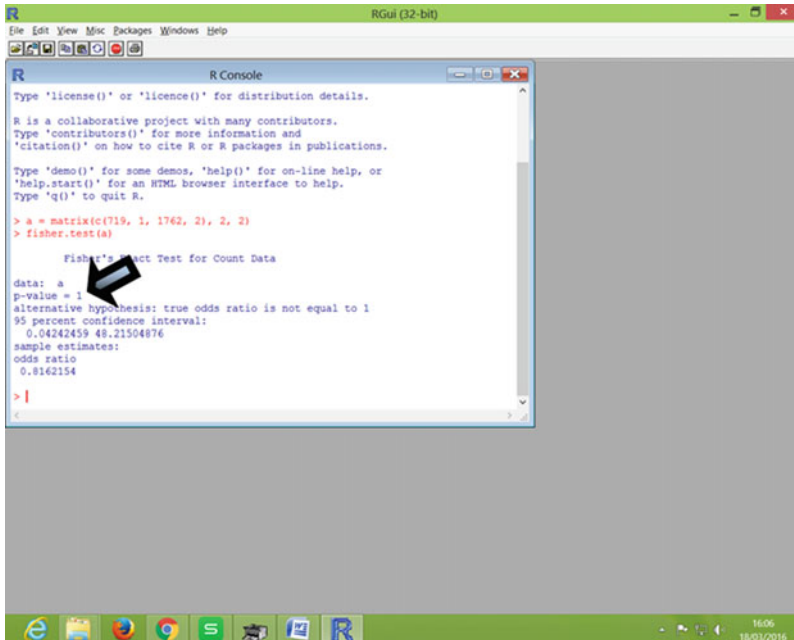 RGui (32-bit)
File Edit View Misc Packages Windows Help
R Console
Type 'license()' or 'licence()' for distribution details.
R is a collaborative project with many contributors.
Type 'contributors()' for more information and
'citation()' on how to cite R or R packages in publications.
Type 'demo()' for some demos, 'help()' for on-line help, or
'help.start()' for an HTML browser interface to help.
Type 'q()' to quit R.
> a = matrix(c(719, 1, 1762, 2), 2, 2)
> fisher.test(a)
Fisher's Exact Test for Count Data
data: a
p-value = 1
alternative hypothesis: true odds ratio is not equal to 1
95 percent confidence interval:
0.04242459 48.21504876
sample estimates:
odds ratio
0.8162154
>
16:06
18/03/2016